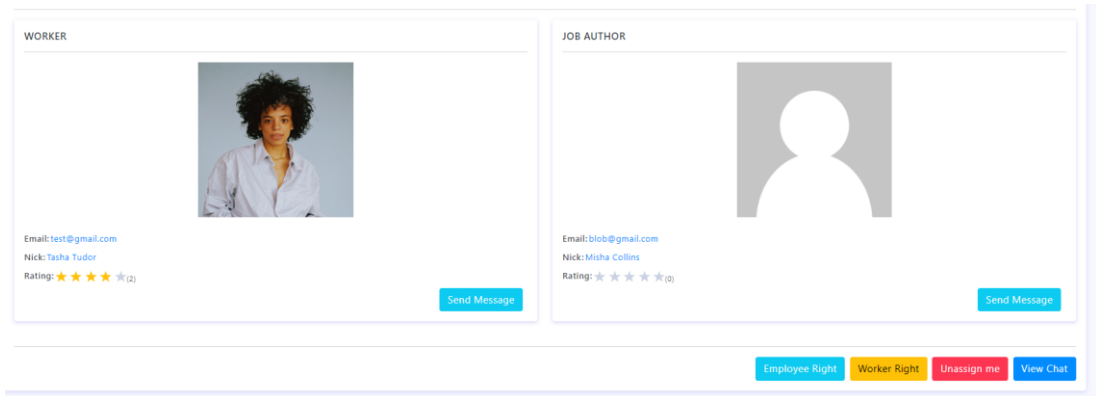 WORKER
Email: test@gmail.com
Nick: Tasha Tudor
Rating: (2)
Send Message
JOB AUTHOR
Email: blob@gmail.com
Nick: Misha Collins
Rating: (0)
Send Message
Employee Right Worker Right Unassign me View Chat